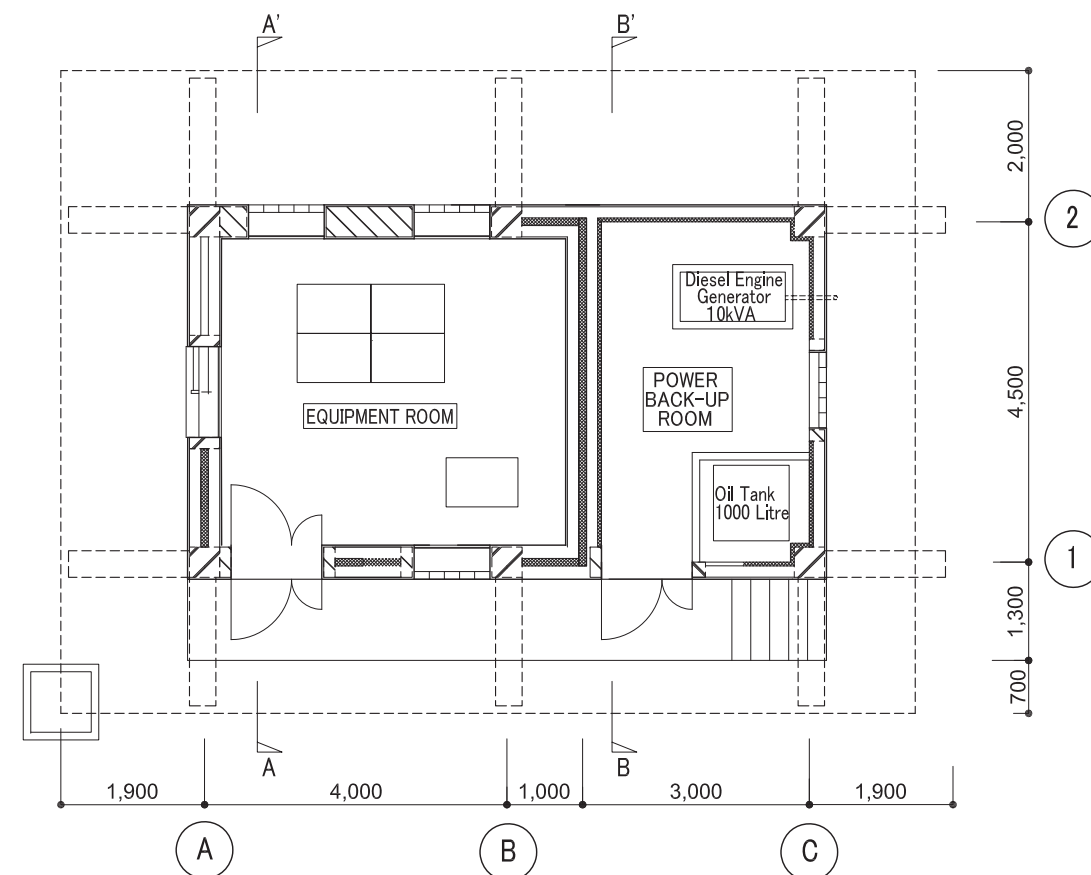 A'
B'
2,000
2
Diesel Engine
Generator
10kVA
4,500
POWER
BACK-UP
ROOM
EQUIPMENT ROOM
Oil Tank
1000 Litre
1
1,300
700
A
B
1,900
4,000
1,000
3,000
1,900
A
B
C